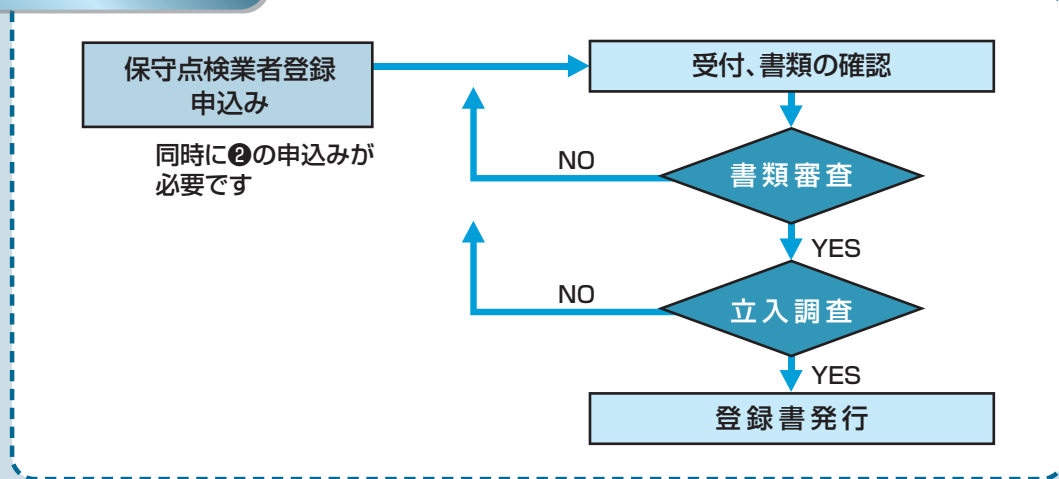 保守点検業者登録
申込み
同時に❷の申込みが
必要です
受付、書類の確認
NO
書類審査
YES
NO
立入調査
YES
登録書発行